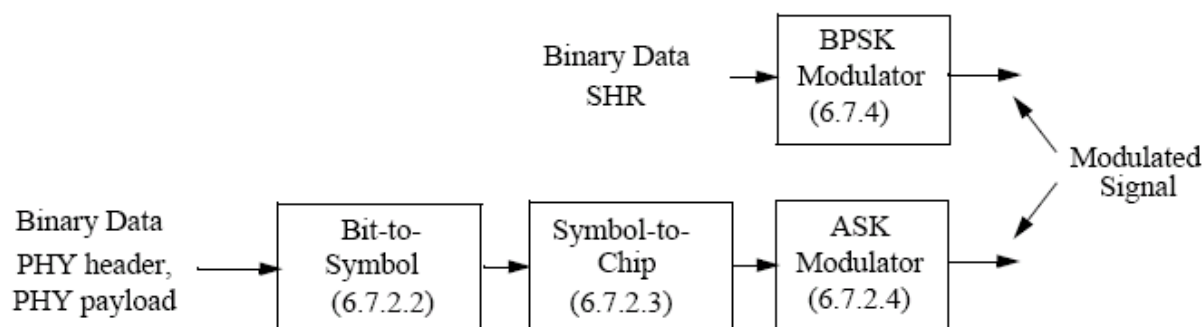 Binary Data
SHR
BPSK
Modulator
(6.7.4)
Modulated
Signal
Binary Data
PHY header,
PHY payload
Bit-to-
Symbol
(6.7.2.2)
Symbol-to-
Chip
(6.7.2.3)
ASK
Modulator
(6.7.2.4)